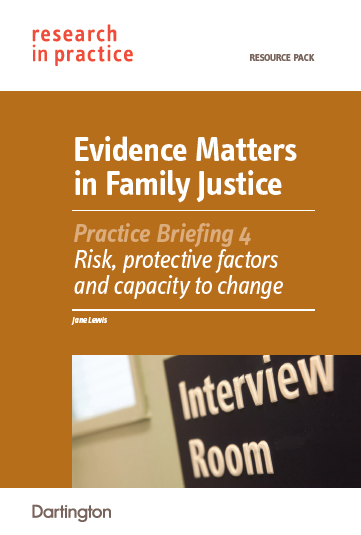 research
in practice
RESOURCE PACK
Evidence Matters
in Family Justice
Practice Briefing 4
Risk, protective factors
and capacity to change
Jane Lewis
Interview
Room
Dartington